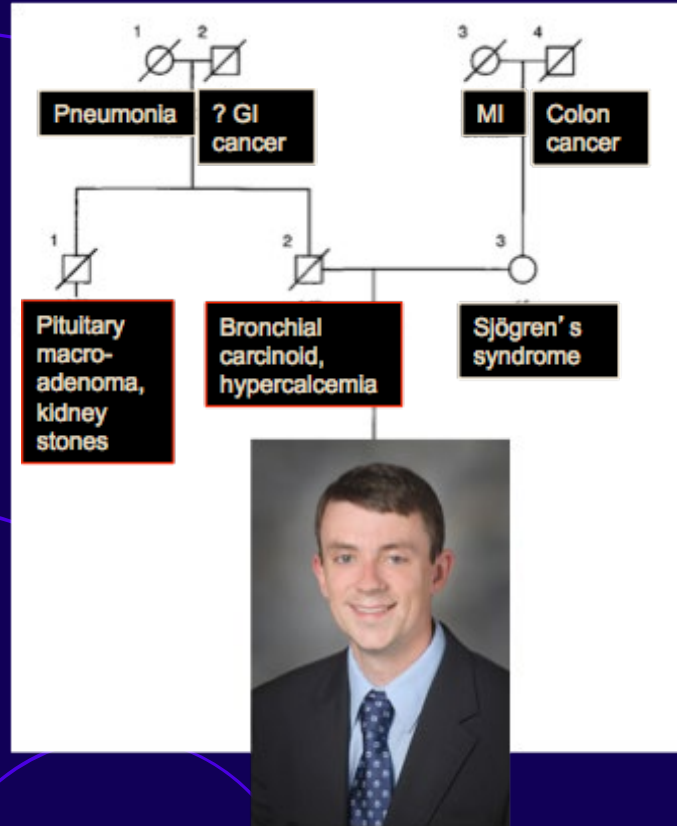 1 2
3 4
Pneumonia
? GI
cancer
MI
Colon
cancer
1
2
3
Pituitary
macro-
adenoma,
kidney
stones
Bronchial
carcinoid,
hypercalcemia
Sjögren's
syndrome